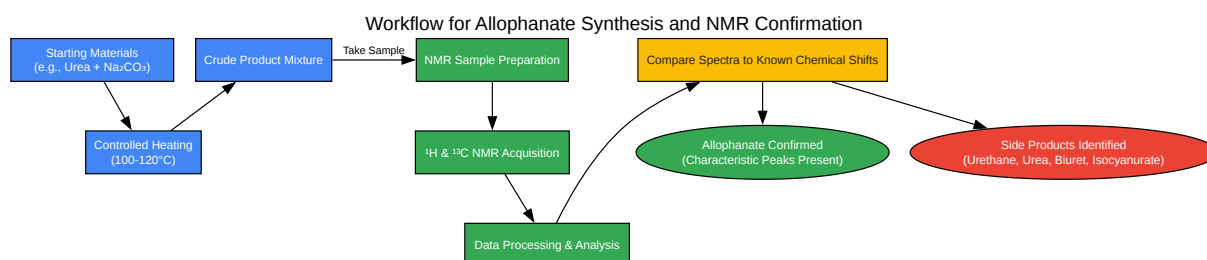 Workflow for Allophanate Synthesis and NMR Confirmation
Starting Materials
(e.g., Urea + Na₂CO₃)
Controlled Heating
(100-120°C)
Crude Product Mixture
Take Sample
NMR Sample Preparation
¹H & ¹³C NMR Acquisition
Data Processing & Analysis
Compare Spectra to Known Chemical Shifts
Allophanate Confirmed
(Characteristic Peaks Present)
Side Products Identified
(Urethane, Urea, Biuret, Isocyanurate)